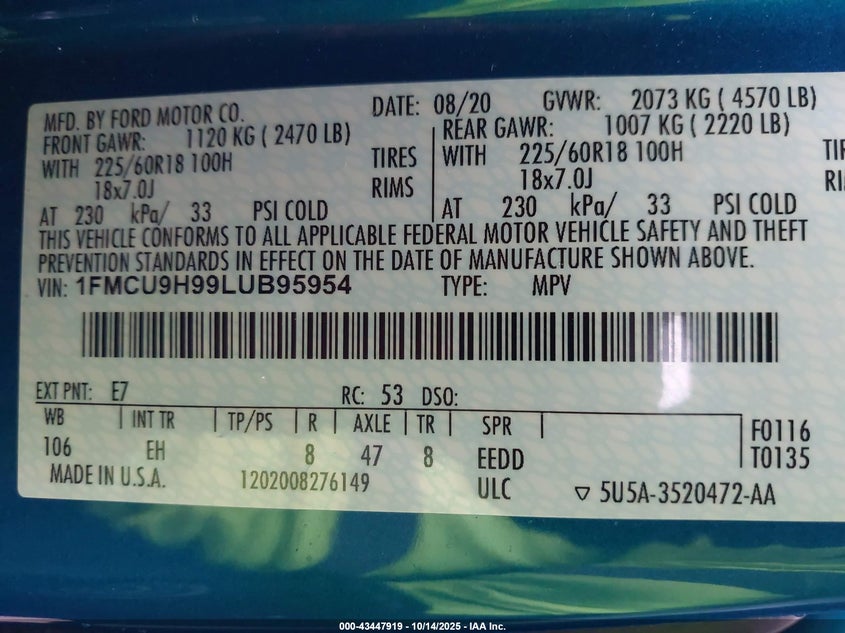 MFD. BY FORD MOTOR CO. DATE: 08/20 GVWR: 2073 KG ( 4570 LB)
FRONT GAWR: 1120 KG ( 2470 LB) REAR GAWR: 1007 KG ( 2220 LB)
WITH 225/60R18 100H TIRES WITH 225/60R18 100H
18x7.0J RIMS 18x7.0J
AT 230 kPa/ 33 PSI COLD AT 230 kPa/ 33 PSI COLD
THIS VEHICLE CONFORMS TO ALL APPLICABLE FEDERAL MOTOR VEHICLE SAFETY AND THEFT
PREVENTION STANDARDS IN EFFECT ON THE DATE OF MANUFACTURE SHOWN ABOVE.
VIN: 1FMCU9H99LUB95954 TYPE: MPV
EXT PNT: E7 RC: 53 DSO:
WB INT TR TP/PS R AXLE TR SPR F0116
106 EH 8 47 8 EEDD T0135
MADE IN U.S.A. 1202008276149 ULC ▽ 5U5A-3520472-AA
000-43447919 - 10/14/2025 - IAA Inc.